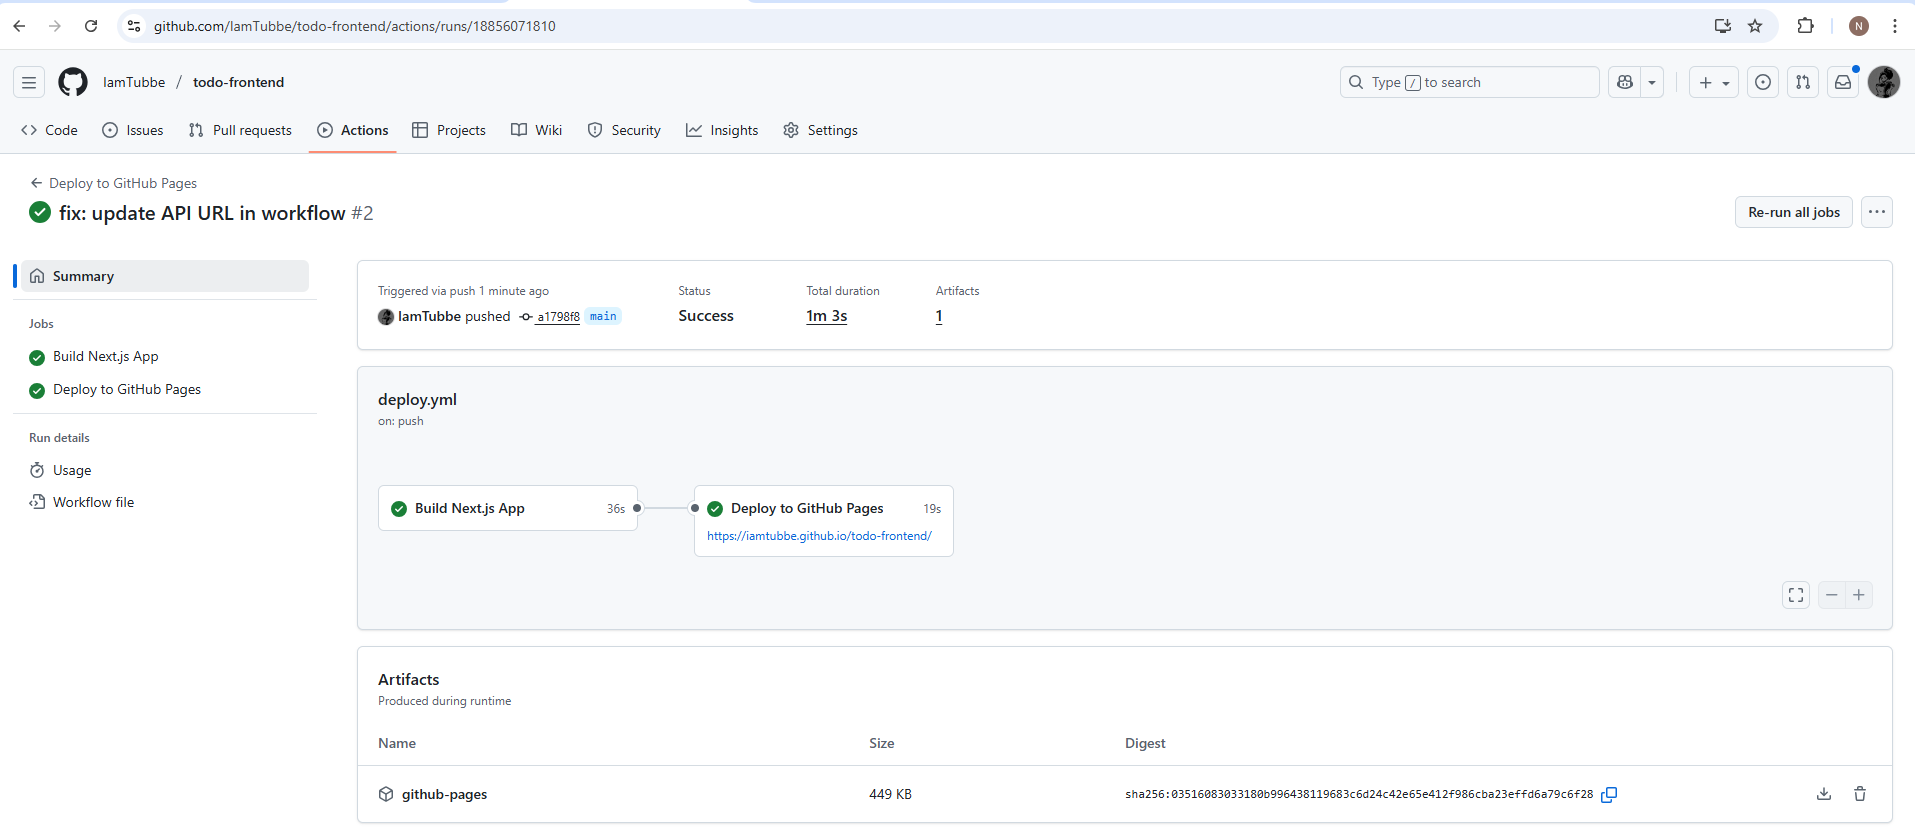 github.com/IamTubbe/todo-frontend/actions/runs/18856071810
N
IamTubbe / todo-frontend
Type / to search
Code Issues Pull requests Actions Projects Wiki Security Insights Settings
Deploy to GitHub Pages
fix: update API URL in workflow #2
Re-run all jobs
Summary
Jobs
Build Next.js App
Deploy to GitHub Pages
Run details
Usage
Workflow file
Triggered via push 1 minute ago
IamTubbe pushed a1798f8 main
Status
Success
Total duration
1m 3s
Artifacts
1
deploy.yml
on: push
Build Next.js App 36s
Deploy to GitHub Pages 19s
https://iamtubbe.github.io/todo-frontend/
Artifacts
Produced during runtime
Name Size Digest
github-pages 449 KB sha256:03516083033180b996438119683c6d24c42e65e412f986cba23effd6a79c6f28